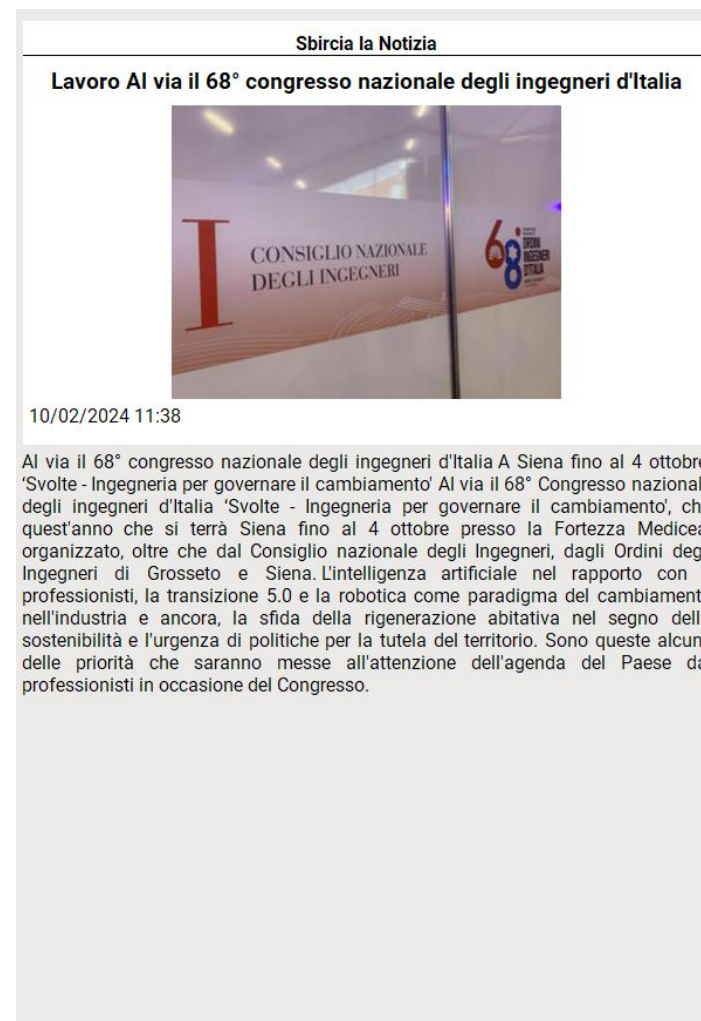 Sbircia la Notizia
Lavoro Al via il 68° congresso nazionale degli ingegneri d'Italia
I
CONSIGLIO NAZIONALE
DEGLI INGEGNERI
68°
ORDINI
INGEGNERI
D'ITALIA
10/02/2024 11:38
Al via il 68° congresso nazionale degli ingegneri d'Italia A Siena fino al 4 ottobre
‘Svolte - Ingegneria per governare il cambiamento' Al via il 68° Congresso nazional
degli ingegneri d'Italia ‘Svolte - Ingegneria per governare il cambiamento', ch
quest'anno che si terrà Siena fino al 4 ottobre presso la Fortezza Medicea
organizzato, oltre che dal Consiglio nazionale degli Ingegneri, dagli Ordini deg
Ingegneri di Grosseto e Siena. L'intelligenza artificiale nel rapporto con
professionisti, la transizione 5.0 e la robotica come paradigma del cambiament
nell'industria e ancora, la sfida della rigenerazione abitativa nel segno dell
sostenibilità e l'urgenza di politiche per la tutela del territorio. Sono queste alcun
delle priorità che saranno messe all'attenzione dell'agenda del Paese da
professionisti in occasione del Congresso.